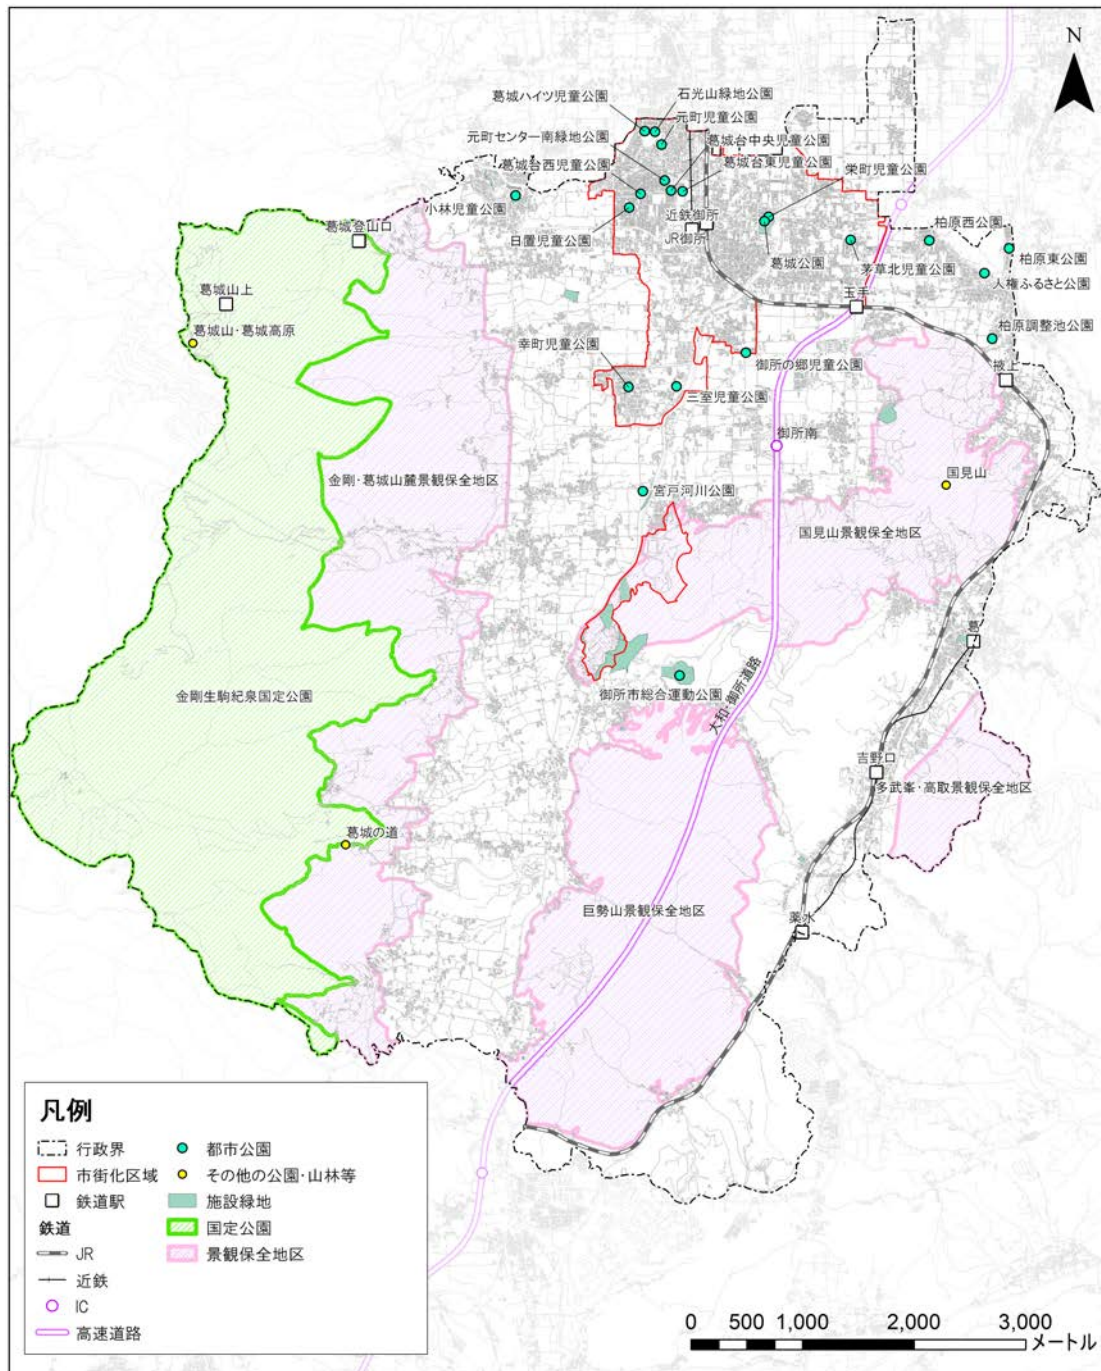 N
葛城ハイツ児童公園
石光山緑地公園
元町児童公園
元町センター南緑地公園
葛城台中央児童公園
葛城台西児童公園
葛城台東児童公園
栄町児童公園
小林児童公園
近鉄御所
柏原西公園
葛城登山口
日置児童公園
JR御所
葛城公園
茅草北児童公園
柏原東公園
人権ふるさと公園
葛城山上
玉手
葛城山・葛城高原
柏原調整池公園
幸町児童公園
御所の郷児童公園
掖上
三室児童公園
御所南
国見山
金剛・葛城山麓景観保全地区
宮戸河川公園
国見山景観保全地区
葛
金剛生駒紀泉国定公園
御所市総合運動公園
大和・御所道路
吉野口
多武峯・高取景観保全地区
葛城の道
巨勢山景観保全地区
薬水
凡例
行政界
都市公園
市街化区域
その他の公園・山林等
鉄道駅
施設緑地
鉄道
国定公園
JR
景観保全地区
近鉄
IC
高速道路
0 500 1,000 2,000 3,000
メートル